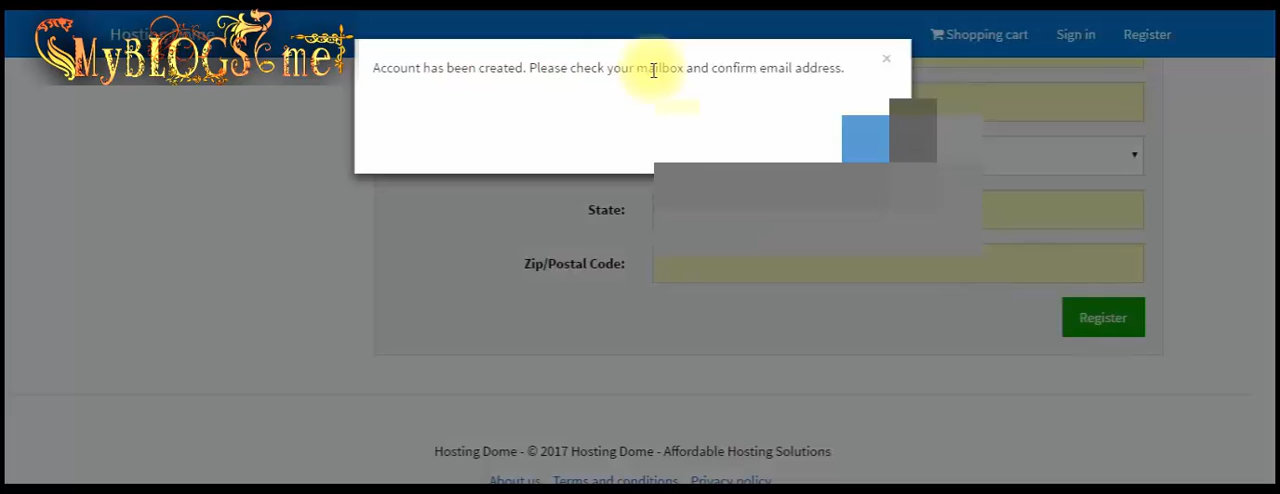 MyBLOGS me
Hosting Dome
Shopping cart Sign in Register
Account has been created. Please check your mailbox and confirm email address.
×
State:
Zip/Postal Code:
Register
Hosting Dome - © 2017 Hosting Dome - Affordable Hosting Solutions
About us Terms and conditions Privacy policy